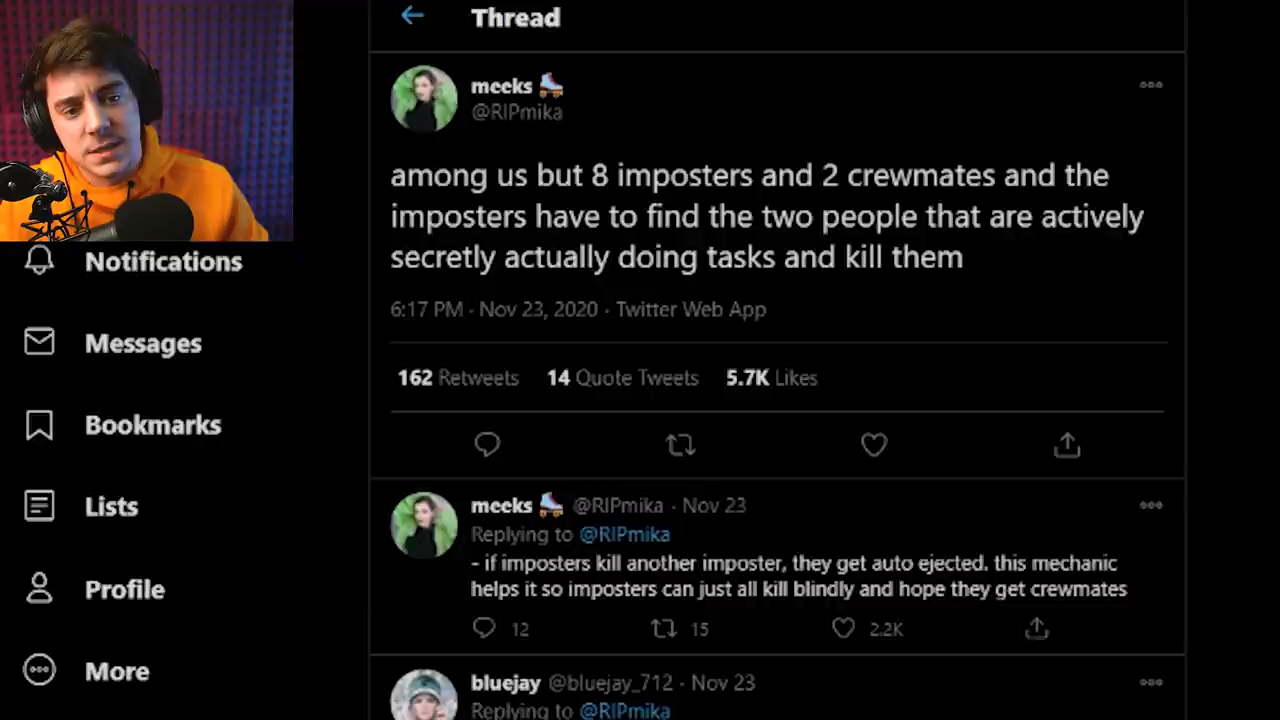 Thread
meeks
@RIPmika
among us but 8 imposters and 2 crewmates and the
imposters have to find the two people that are actively
secretly actually doing tasks and kill them
6:17 PM · Nov 23, 2020 · Twitter Web App
162 Retweets 14 Quote Tweets 5.7K Likes
meeks @RIPmika · Nov 23
Replying to @RIPmika
- if imposters kill another imposter, they get auto ejected. this mechanic
helps it so imposters can just all kill blindly and hope they get crewmates
12 15 2.2K
bluejay @bluejay_712 · Nov 23
Replying to @RIPmika
Notifications
Messages
Bookmarks
Lists
Profile
More